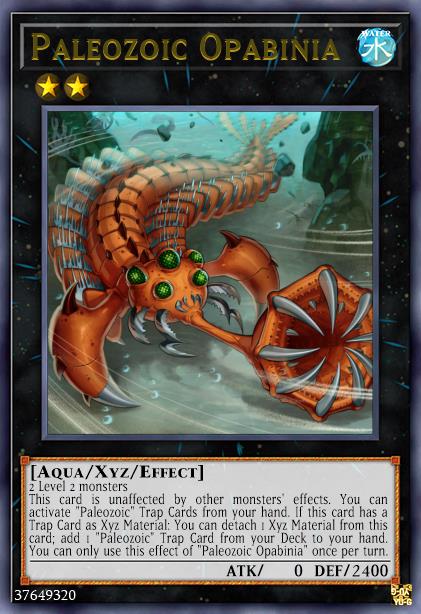 PALEOZOIC OPABINIA
WATER
水
[AQUA/XYZ/EFFECT]
2 Level 2 monsters
This card is unaffected by other monsters' effects. You can
activate "Paleozoic" Trap Cards from your hand. If this card has a
Trap Card as Xyz Material: You can detach 1 Xyz Material from this
card; add 1 "Paleozoic" Trap Card from your Deck to your hand.
You can only use this effect of "Paleozoic Opabinia" once per turn.
ATK/ 0 DEF/2400
37649320